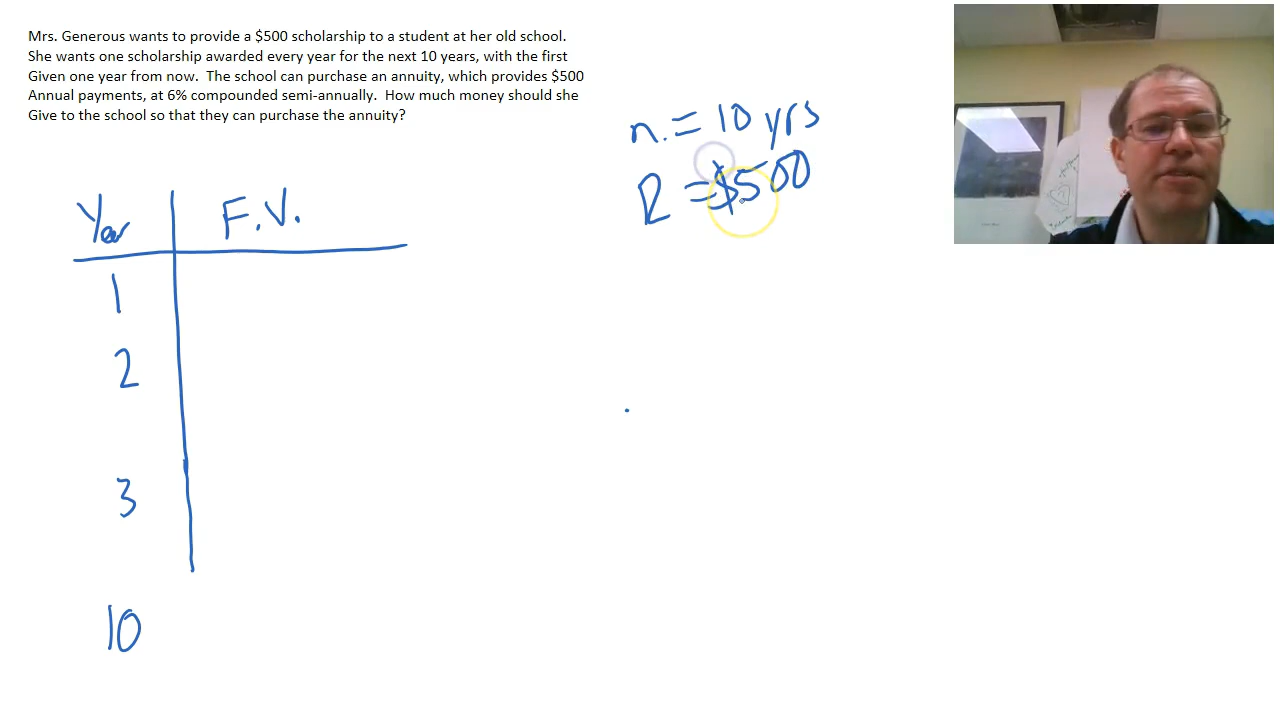 Mrs. Generous wants to provide a $500 scholarship to a student at her old school.
She wants one scholarship awarded every year for the next 10 years, with the first
Given one year from now.  The school can purchase an annuity, which provides $500
Annual payments, at 6% compounded semi-annually.  How much money should she
Give to the school so that they can purchase the annuity?
n. = 10 yrs
R = $500
Year F.V.
1
2
3
10